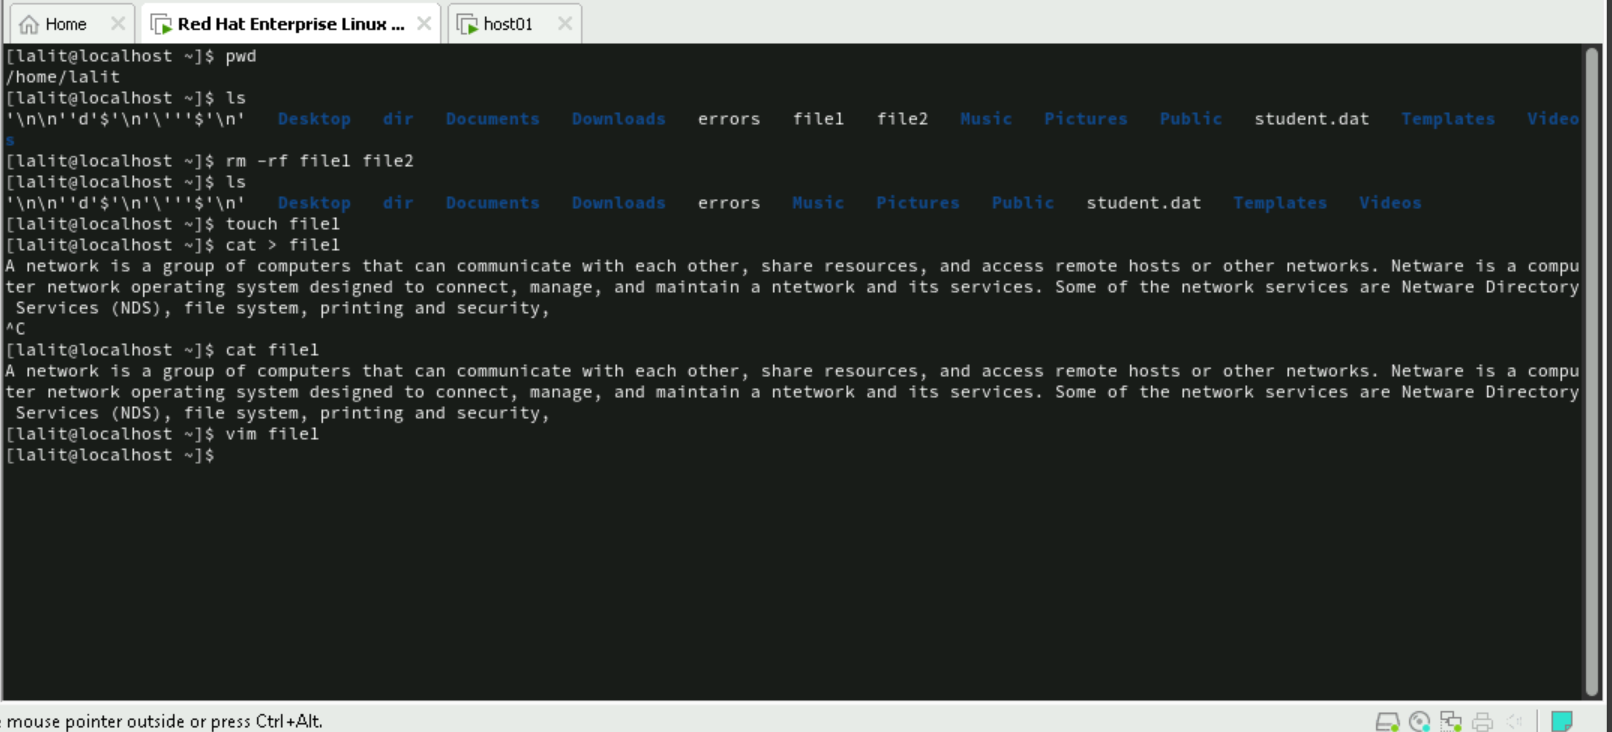 Home
Red Hat Enterprise Linux ...
host01
[lalit@localhost ~]$ pwd
/home/lalit
[lalit@localhost ~]$ ls
'\n\n''d'$'\n'\'''$'\n'   Desktop   dir   Documents   Downloads   errors   file1   file2   Music   Pictures   Public   student.dat   Templates   Video
s
[lalit@localhost ~]$ rm -rf file1 file2
[lalit@localhost ~]$ ls
'\n\n''d'$'\n'\'''$'\n'   Desktop   dir   Documents   Downloads   errors   Music   Pictures   Public   student.dat   Templates   Videos
[lalit@localhost ~]$ touch file1
[lalit@localhost ~]$ cat > file1
A network is a group of computers that can communicate with each other, share resources, and access remote hosts or other networks. Netware is a compu
ter network operating system designed to connect, manage, and maintain a ntetwork and its services. Some of the network services are Netware Directory
 Services (NDS), file system, printing and security,
^C
[lalit@localhost ~]$ cat file1
A network is a group of computers that can communicate with each other, share resources, and access remote hosts or other networks. Netware is a compu
ter network operating system designed to connect, manage, and maintain a ntetwork and its services. Some of the network services are Netware Directory
 Services (NDS), file system, printing and security,
[lalit@localhost ~]$ vim file1
[lalit@localhost ~]$
mouse pointer outside or press Ctrl+Alt.